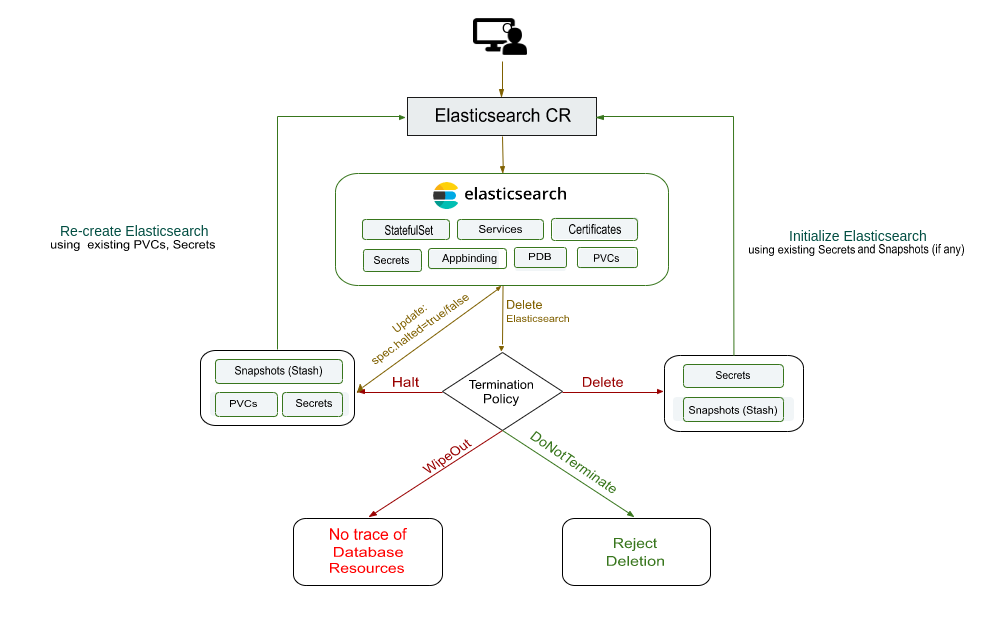 Elasticsearch CR
elasticsearch
StatefulSet
Services
Certificates
Secrets
Appbinding
PDB
PVCs
Re-create Elasticsearch
using existing PVCs, Secrets
Initialize Elasticsearch
using existing Secrets and Snapshots (if any)
Update:
spec.halted=true/false
Delete
Elasticsearch
Snapshots (Stash)
PVCs
Secrets
Halt
Termination
Policy
Delete
Secrets
Snapshots (Stash)
WipeOut
DoNotTerminate
No trace of
Database
Resources
Reject
Deletion